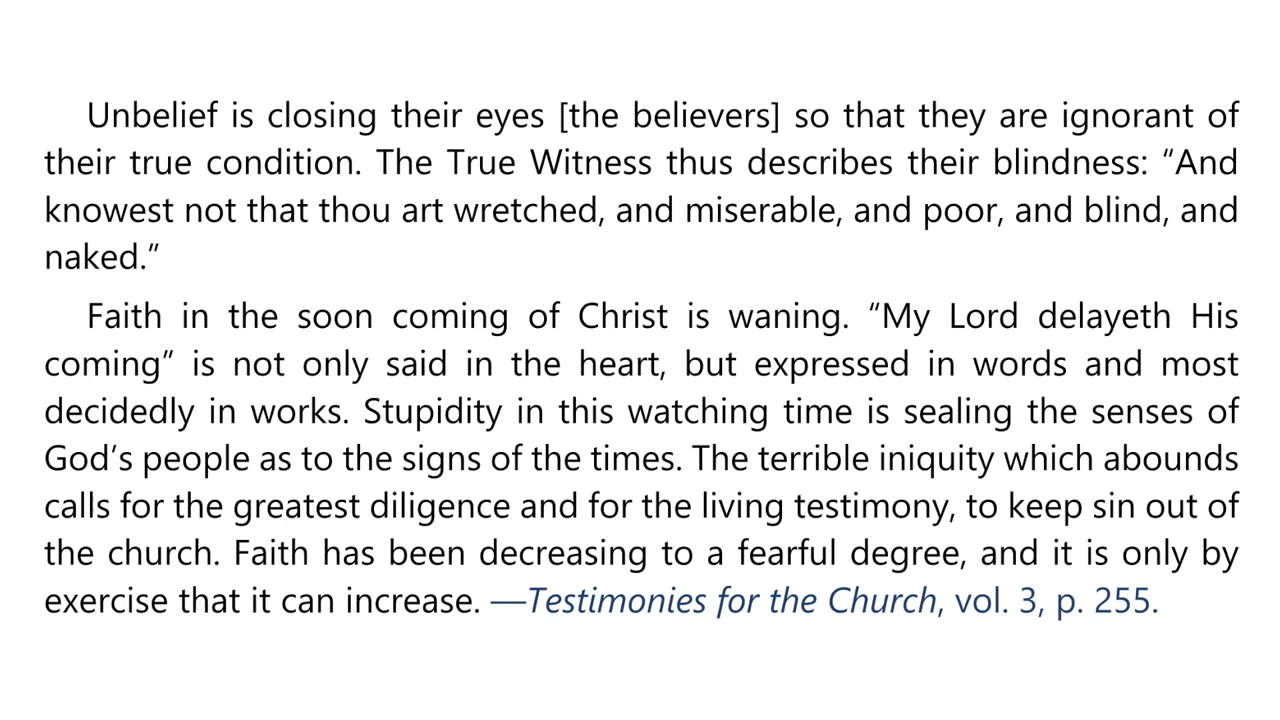 Unbelief is closing their eyes [the believers] so that they are ignorant of
their true condition. The True Witness thus describes their blindness: “And
knowest not that thou art wretched, and miserable, and poor, and blind, and
naked.”
Faith in the soon coming of Christ is waning. “My Lord delayeth His
coming” is not only said in the heart, but expressed in words and most
decidedly in works. Stupidity in this watching time is sealing the senses of
God’s people as to the signs of the times. The terrible iniquity which abounds
calls for the greatest diligence and for the living testimony, to keep sin out of
the church. Faith has been decreasing to a fearful degree, and it is only by
exercise that it can increase. —Testimonies for the Church, vol. 3, p. 255.